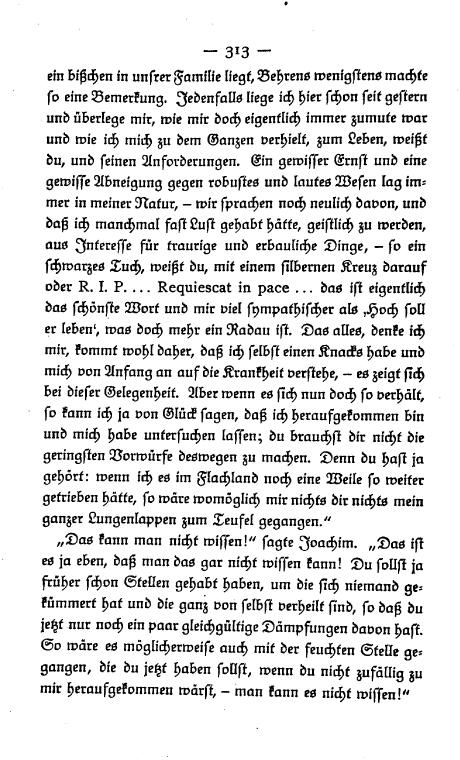 — 313 —
ein bißchen in unsrer Familie liegt, Behrens wenigstens machte
so eine Bemerkung. Jedenfalls liege ich hier schon seit gestern
und überlege mir, wie mir doch eigentlich immer zumute war
und wie ich mich zu dem Ganzen verhielt, zum Leben, weißt
du, und seinen Anforderungen. Ein gewisser Ernst und eine
gewisse Abneigung gegen robustes und lautes Wesen lag im-
mer in meiner Natur, – wir sprachen noch neulich davon, und
daß ich manchmal fast Lust gehabt hätte, geistlich zu werden,
aus Interesse für traurige und erbauliche Dinge, – so ein
schwarzes Tuch, weißt du, mit einem silbernen Kreuz darauf
oder R. I. P. ... Requiescat in pace ... das ist eigentlich
das schönste Wort und mir viel sympathischer als ‚Hoch soll
er leben‘, was doch mehr ein Radau ist. Das alles, denke ich
mir, kommt wohl daher, daß ich selbst einen Knacks habe und
mich von Anfang an auf die Krankheit verstehe, – es zeigt sich
bei dieser Gelegenheit. Aber wenn es sich nun doch so verhält,
so kann ich ja von Glück sagen, daß ich heraufgekommen bin
und mich habe untersuchen lassen; du brauchst dir nicht die
geringsten Vorwürfe deswegen zu machen. Denn du hast ja
gehört: wenn ich es im Flachland noch eine Weile so weiter
getrieben hätte, so wäre womöglich mir nichts dir nichts mein
ganzer Lungenlappen zum Teufel gegangen.“
„Das kann man nicht wissen!“ sagte Joachim. „Das ist
es ja eben, daß man das gar nicht wissen kann! Du sollst ja
früher schon Stellen gehabt haben, um die sich niemand ge-
kümmert hat und die ganz von selbst verheilt sind, so daß du
jetzt nur noch ein paar gleichgültige Dämpfungen davon hast.
So wäre es möglicherweise auch mit der feuchten Stelle ge-
gangen, die du jetzt haben sollst, wenn du nicht zufällig zu
mir heraufgekommen wärst, – man kann es nicht wissen!“